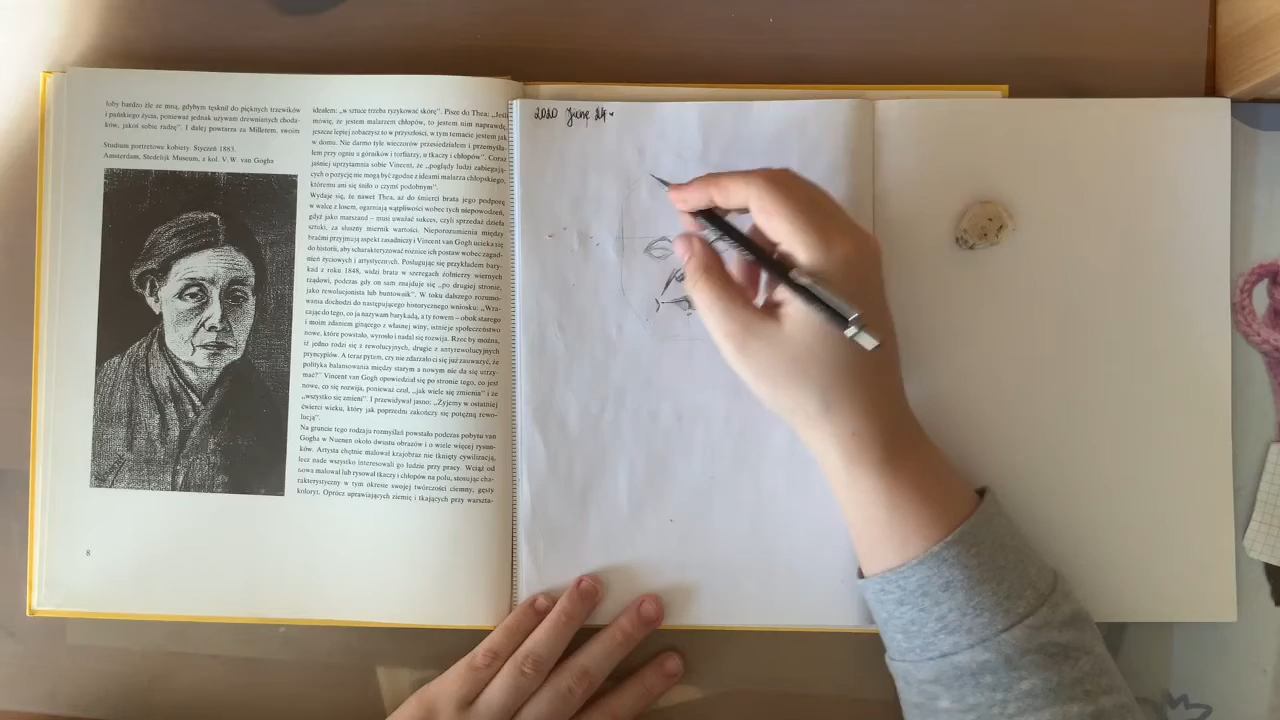 łoby bardzo źle ze mną, gdybym tęsknił do pięknych trzewików
i pańskiego życia, ponieważ jednak używam drewnianych choda-
ków, jakoś sobie radzę". I dalej powtarza za Milletem, swoim
Studium portretowe kobiety. Styczeń 1883.
Amsterdam, Stedelijk Museum, z kol. V. W. van Gogha
8
ideałem: „w sztuce trzeba ryzykować skórę". Pisze do Thea: „Jeśli
mówię, że jestem malarzem chłopów, to jestem nim naprawdę,
jeszcze lepiej zobaczysz to w przyszłości, w tym temacie jestem jak
w domu. Nie darmo tyle wieczorów przesiedziałem i przemyśla-
łem przy ogniu u górników i torfiarzy, u tkaczy i chłopów". Coraz
jaśniej uprzytamnia sobie Vincent, że „poglądy ludzi zabiegają-
cych o pozycję nie mogą być zgodne z ideami malarza chłopskiego,
któremu ani się śniło o czymś podobnym".
Wydaje się, że nawet Thea, aż do śmierci brata jego podporę
w walce z losem, ogarniają wątpliwości wobec tych niepowodzeń,
gdyż jako marszand – musi uważać sukces, czyli sprzedaż dzieła
sztuki, za słuszny miernik wartości. Nieporozumienia między
braćmi przyjmują aspekt zasadniczy i Vincent van Gogh ucieka się
do historii, aby scharakteryzować różnice ich postaw wobec zagad-
nień życiowych i artystycznych. Posługując się przykładem bary-
kad z roku 1848, widzi brata w szeregach żołnierzy wiernych
rządowi, podczas gdy on sam znajduje się „po drugiej stronie,
jako rewolucjonista lub buntownik". W toku dalszego rozumo-
wania dochodzi do następującego historycznego wniosku: „Wra-
cając do tego, co ja nazywam barykadą, a ty rowem – obok starego
i moim zdaniem ginącego z własnej winy, istnieje społeczeństwo
nowe, które powstało, wyrosło i nadal się rozwija. Rzec by można,
iż jedno rodzi się z rewolucyjnych, drugie z antyrewolucyjnych
pryncypiów. A teraz pytam, czy nie zdarzało ci się już zauważyć, że
polityka balansowania między starym a nowym nie da się utrzy-
mać?" Vincent van Gogh opowiedział się po stronie tego, co jest
nowe, co się rozwija, ponieważ czuł, „jak wiele się zmienia" i że
„wszystko się zmieni". I przewidywał jasno: „Żyjemy w ostatniej
ćwierci wieku, który jak poprzedni zakończy się potężną rewo-
lucją".
Na gruncie tego rodzaju rozmyślań powstało podczas pobytu van
Gogha w Nuenen około dwustu obrazów i o wiele więcej rysun-
ków. Artysta chętnie malował krajobraz nie tknięty cywilizacją,
lecz nade wszystko interesowali go ludzie przy pracy. Wciąż od
nowa malował lub rysował tkaczy i chłopów na polu, stosując cha-
rakterystyczny w tym okresie swojej twórczości ciemny, gęsty
koloryt. Oprócz uprawiających ziemię i tkających przy warszta-
2020 June 24